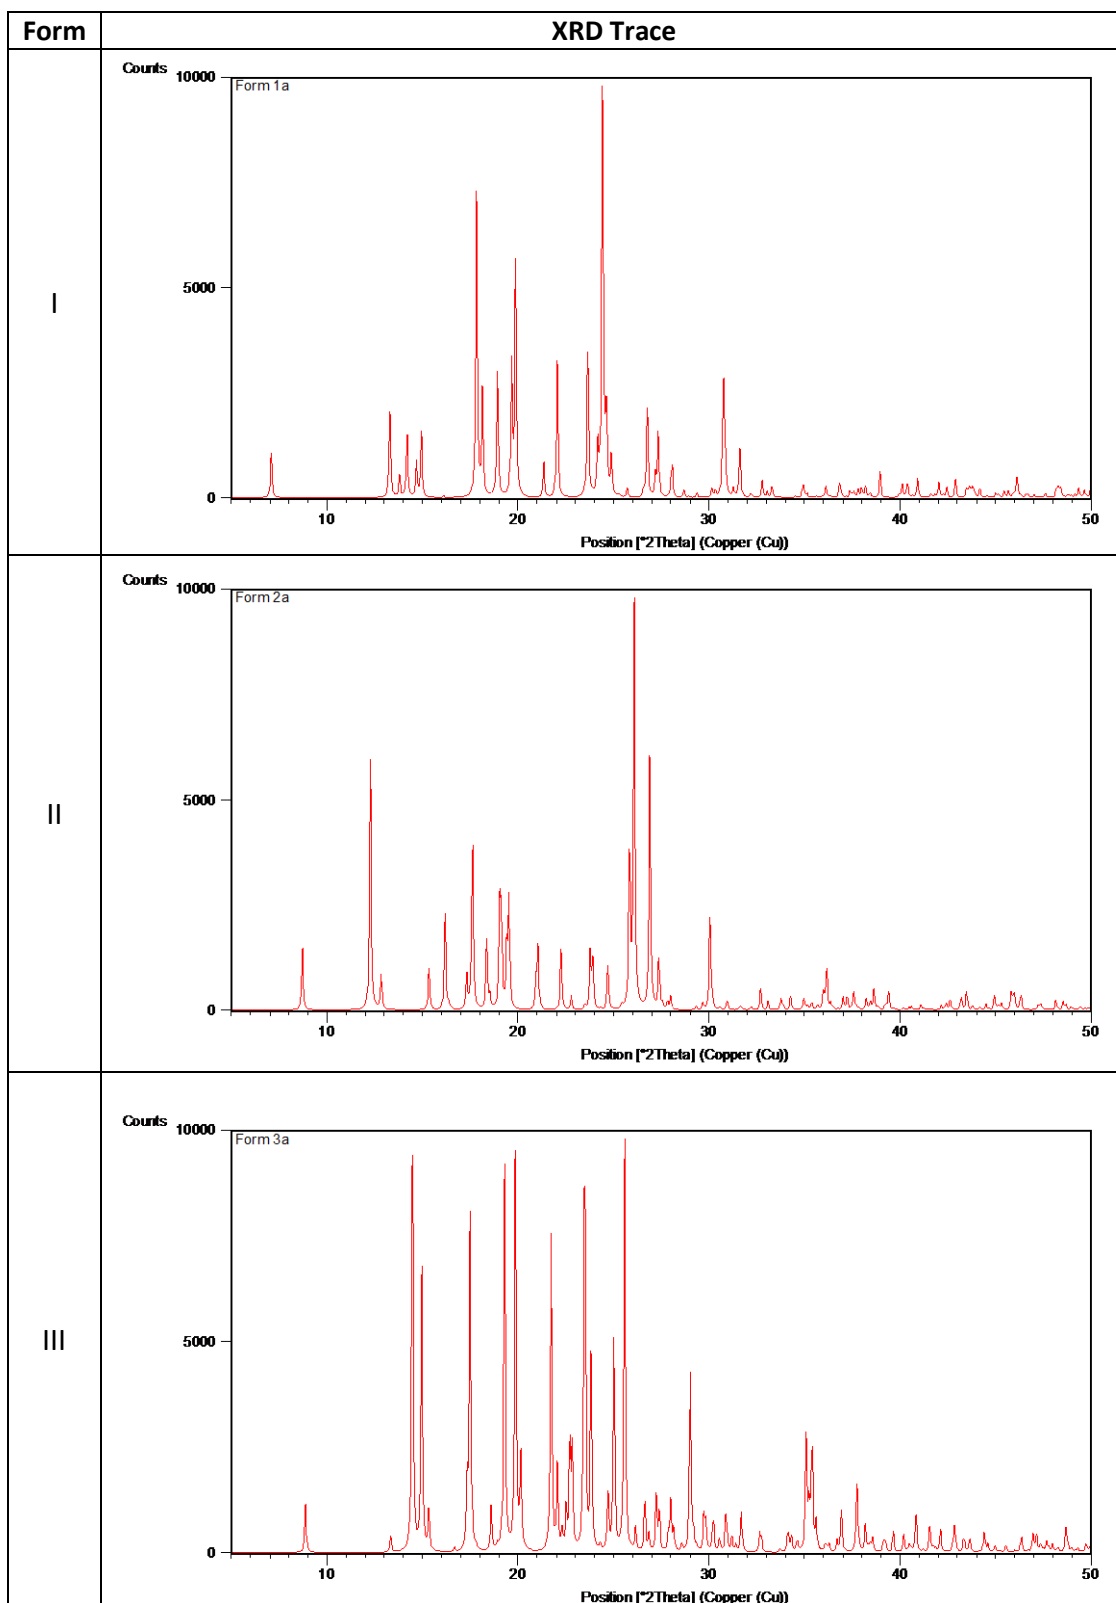 Form XRD Trace
I
Counts
10000
Form 1a
5000
0
10 20 30 40 50
Position [°2Theta] (Copper (Cu))
II
Counts
10000
Form 2a
5000
0
10 20 30 40 50
Position [°2Theta] (Copper (Cu))
III
Counts
10000
Form 3a
5000
0
10 20 30 40 50
Position [°2Theta] (Copper (Cu))